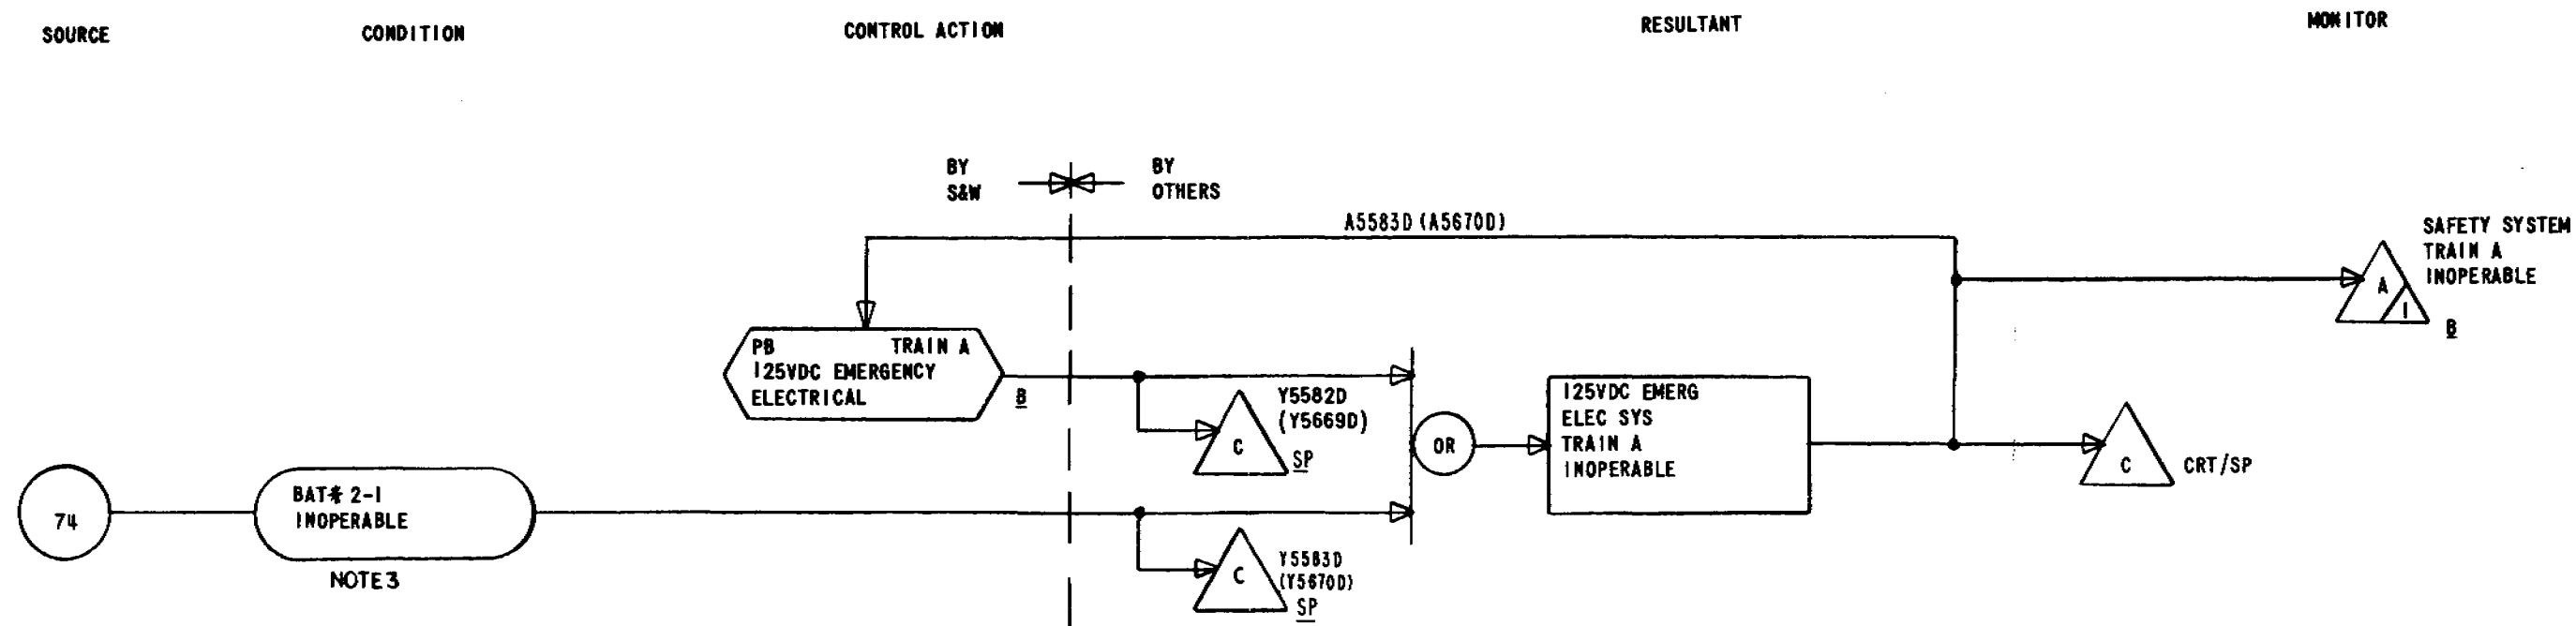 SOURCE
CONDITION
CONTROL ACTION
RESULTANT
MONITOR
BY
S&W
BY
OTHERS
A5583D (A5670D)
SAFETY SYSTEM
TRAIN A
INOPERABLE
A
1
B
PB TRAIN A
125VDC EMERGENCY
ELECTRICAL
B
Y5582D
(Y5669D)
C
SP
OR
125VDC EMERG
ELEC SYS
TRAIN A
INOPERABLE
C
CRT/SP
74
BAT# 2-1
INOPERABLE
NOTE 3
Y5583D
(Y5670D)
C
SP